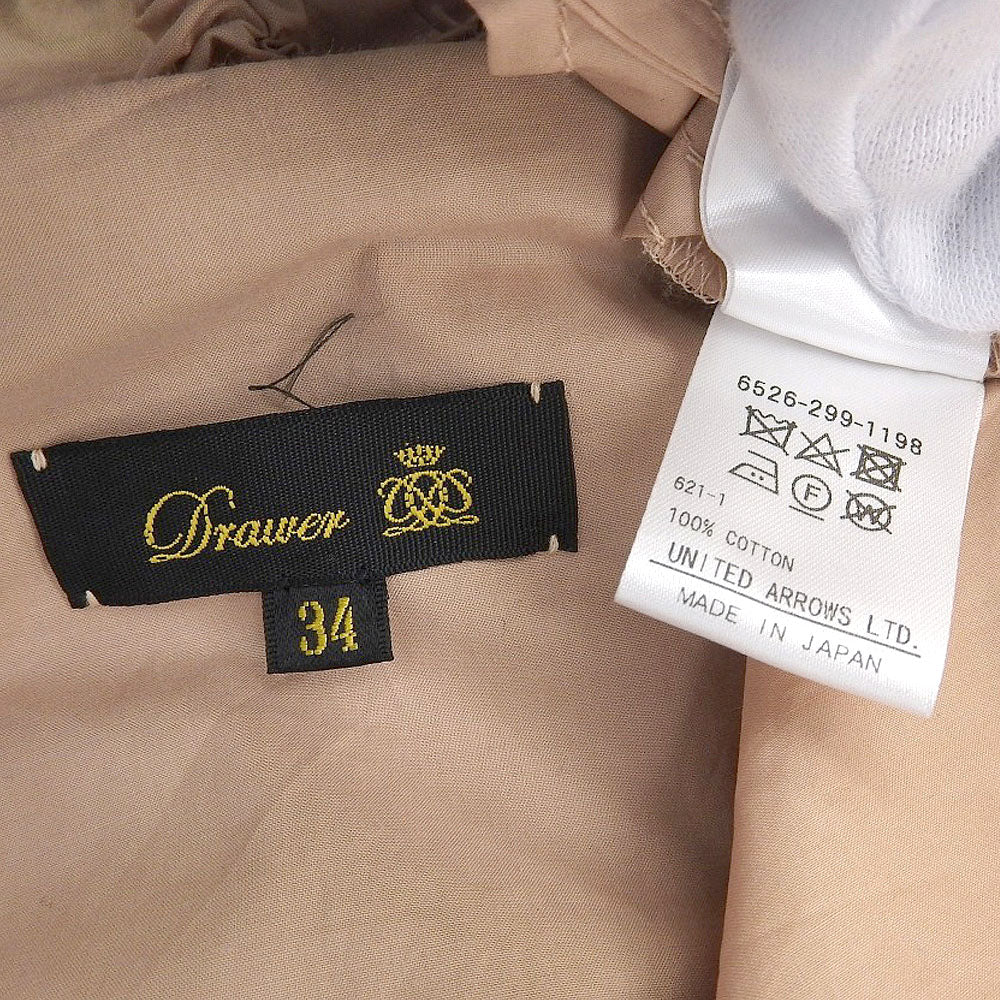 Drawer
34
6526-299-1198
F W
621-1
100% COTTON
UNITED ARROWS LTD.
MADE IN JAPAN